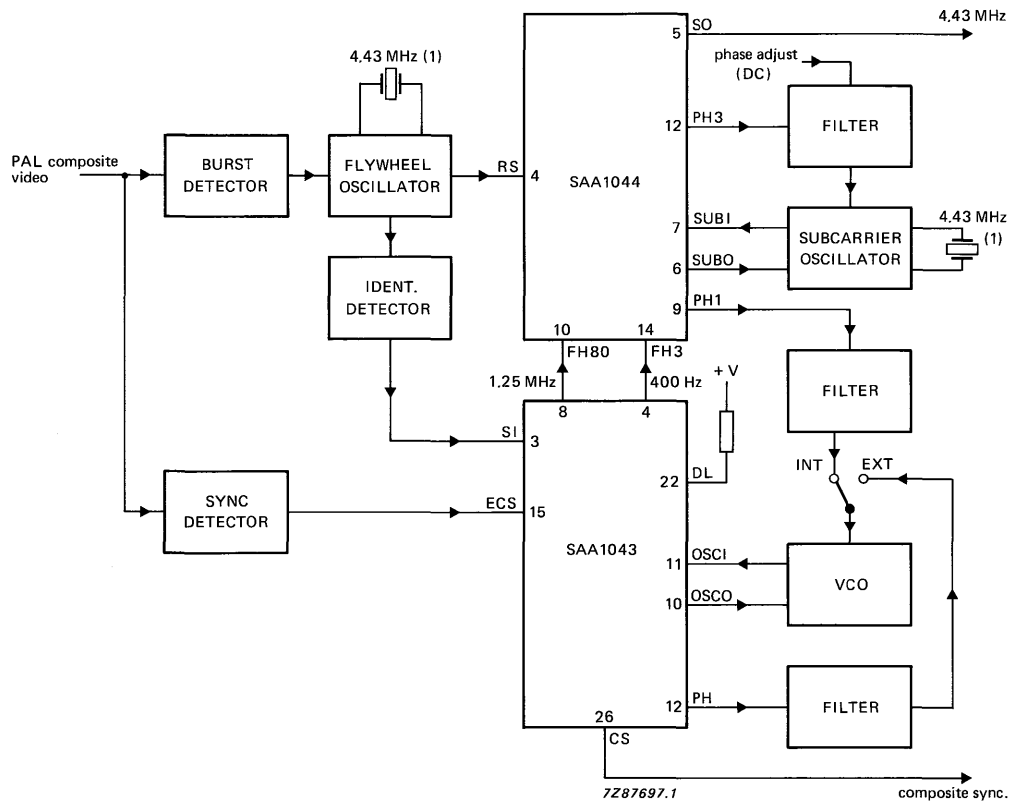 5 SO
4,43 MHz
4,43 MHz (1)
phase adjust
(DC)
12 PH3
FILTER
PAL composite
video
BURST
DETECTOR
FLYWHEEL
OSCILLATOR
RS
4
SAA1044
7 SUBI
6 SUBO
SUBCARRIER
OSCILLATOR
4,43 MHz
(1)
IDENT.
DETECTOR
9 PH1
10
14
FH80
FH3
1,25 MHz
400 Hz
8
4
+ V
FILTER
SI
3
22 DL
INT
EXT
SYNC
DETECTOR
ECS
15
SAA1043
11 OSCI
10 OSCO
VCO
12 PH
FILTER
26
CS
7Z87697.1
composite sync.